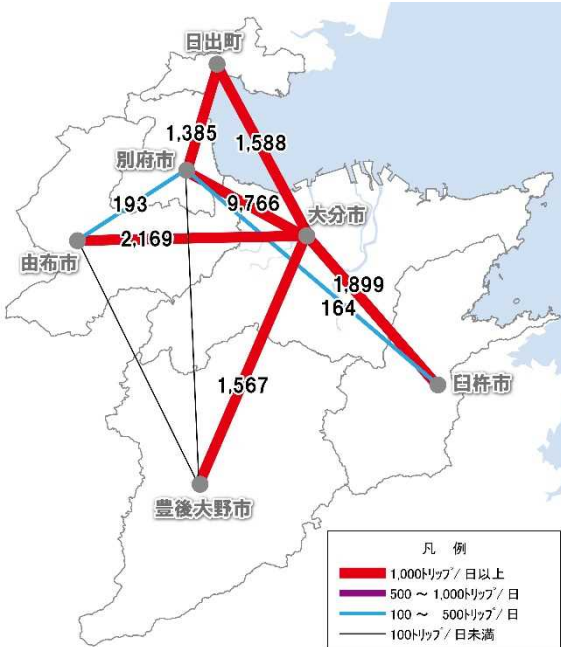 日出町
1,385
1,588
別府市
193
9,766
大分市
2,169
由布市
1,899
164
1,567
臼杵市
豊後大野市
凡 例
1,000トリップ/日以上
500 ～ 1,000トリップ/日
100 ～ 500トリップ/日
100トリップ/日未満